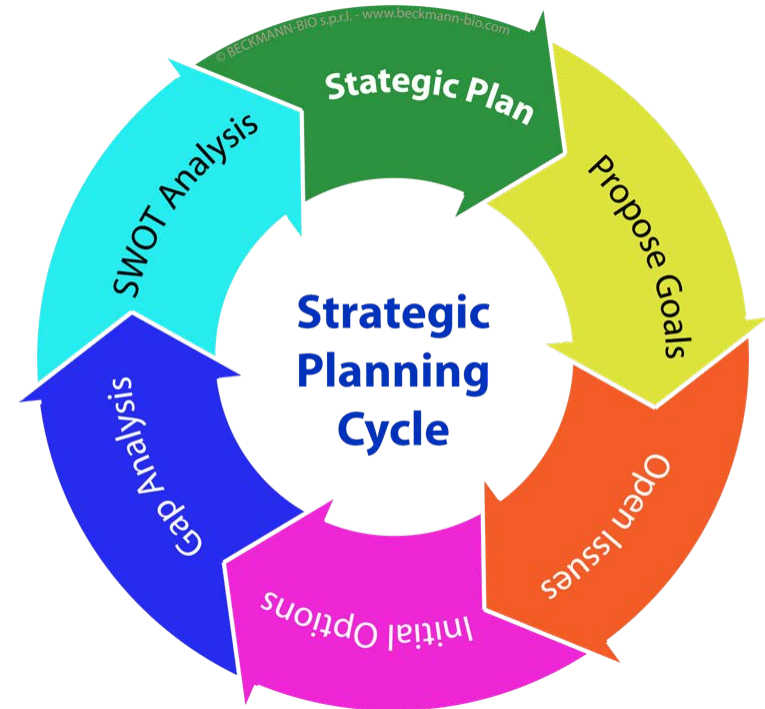 © BECKMANN-BIO s.p.r.l. - www.beckmann-bio.com
Stategic Plan
Propose Goals
Open Issues
Initial Options
Gap Analysis
SWOT Analysis
Strategic
Planning
Cycle